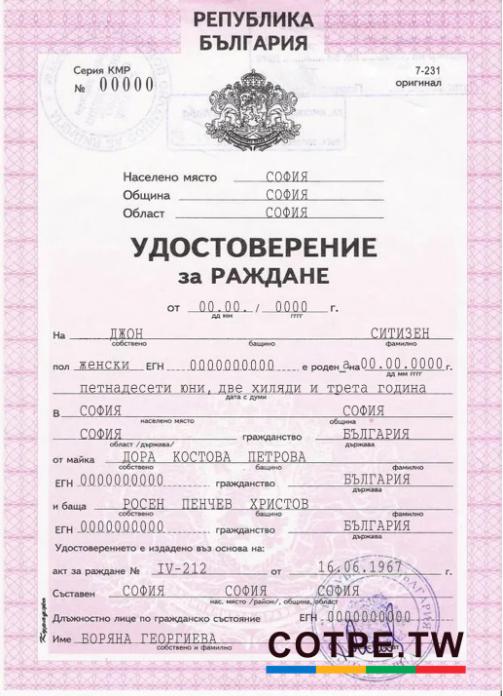 РЕПУБЛИКА
БЪЛГАРИЯ
Серия КМР
№ 00000
7-231
оригинал
Населено място СОФИЯ
Община СОФИЯ
Област СОФИЯ
УДОСТОВЕРЕНИЕ
за РАЖДАНЕ
от 00.00. / 0000 г.
дд мм гггг
На ДЖОН СИТИЗЕН
собствено бащино фамилно
пол женски ЕГН 0000000000 е роден а на 00.00.0000 г.
дд мм гггг
петнадесети юни, две хиляди и трета година
дата с думи
В СОФИЯ СОФИЯ
населено място община
СОФИЯ гражданство БЪЛГАРИЯ
област /държава/ държава
от майка ДОРА КОСТОВА ПЕТРОВА
собствено бащино фамилно
ЕГН 0000000000 гражданство БЪЛГАРИЯ
държава
и баща РОСЕН ПЕНЧЕВ ХРИСТОВ
собствено бащино фамилно
ЕГН 0000000000 гражданство БЪЛГАРИЯ
държава
Удостоверението е издадено въз основа на:
акт за раждане № IV-212 от 16.06.1967 г.
Съставен СОФИЯ СОФИЯ СОФИЯ
нас. място /район/, община, област
Длъжностно лице по гражданско състояние ЕГН 0000000000
Име БОРЯНА ГЕОРГИЕВА
собствено и фамилно
COTPE.TW